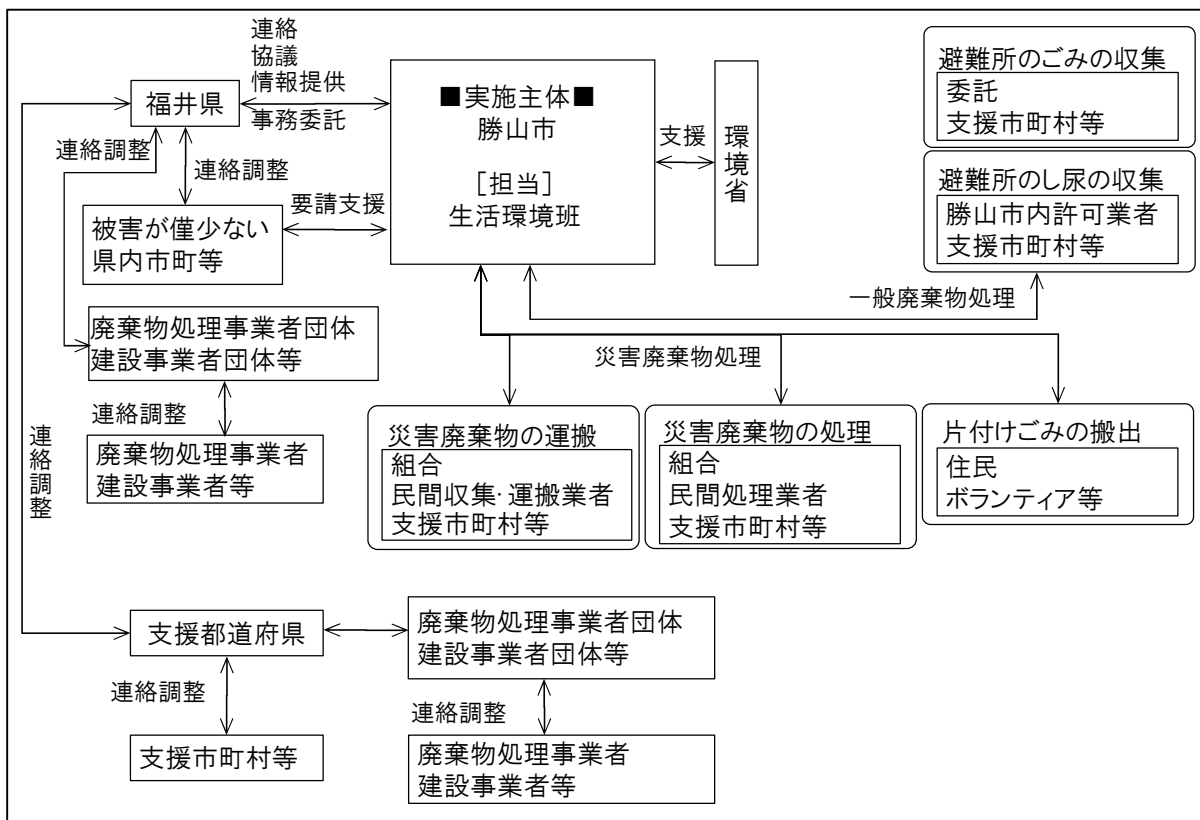 連絡
協議
情報提供
事務委託
福井県
■実施主体■
勝山市
［担当］
生活環境班
支援
環境省
避難所のごみの収集
委託
支援市町村等
避難所のし尿の収集
勝山市内許可業者
支援市町村等
連絡調整
連絡調整
要請支援
被害が僅少ない
県内市町等
一般廃棄物処理
災害廃棄物処理
廃棄物処理事業者団体
建設事業者団体等
連絡調整
廃棄物処理事業者
建設事業者等
連絡調整
災害廃棄物の運搬
組合
民間収集･運搬業者
支援市町村等
災害廃棄物の処理
組合
民間処理業者
支援市町村等
片付けごみの搬出
住民
ボランティア等
支援都道府県
廃棄物処理事業者団体
建設事業者団体等
連絡調整
連絡調整
支援市町村等
廃棄物処理事業者
建設事業者等